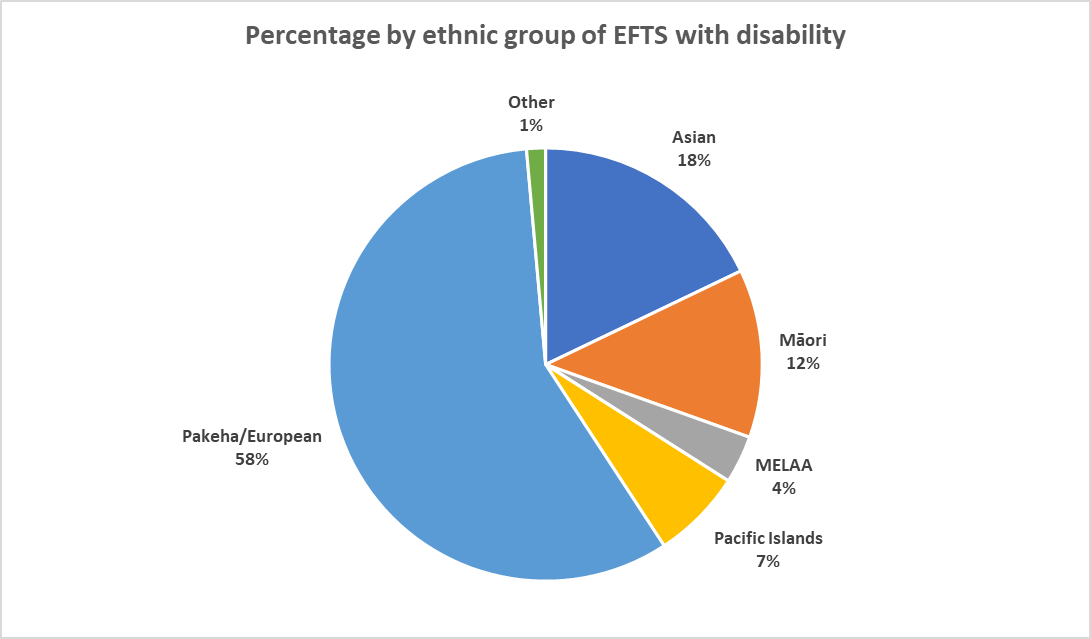 Percentage by ethnic group of EFTS with disability
Other
1%
Asian
18%
Māori
12%
MELAA
4%
Pacific Islands
7%
Pakeha/European
58%